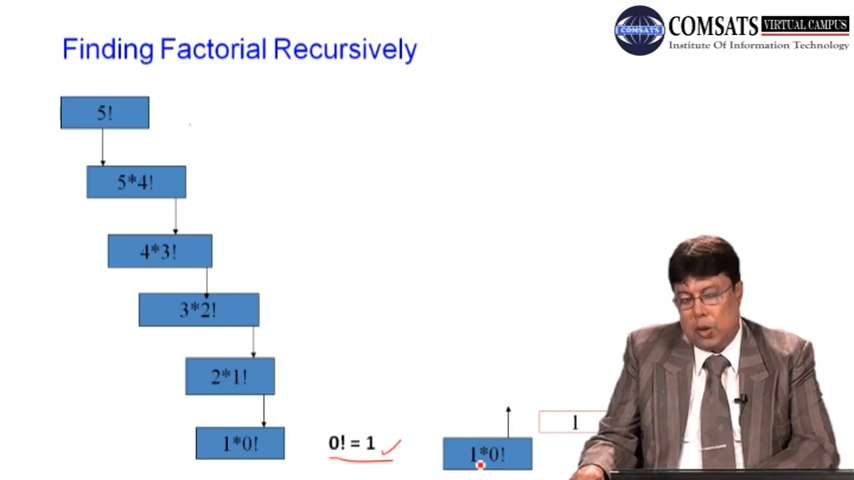 Finding Factorial Recursively
COMSATS
COMSATS VIRTUAL CAMPUS
Institute Of Information Technology
5!
5*4!
4*3!
3*2!
2*1!
1*0!
0! = 1
1*0!
1